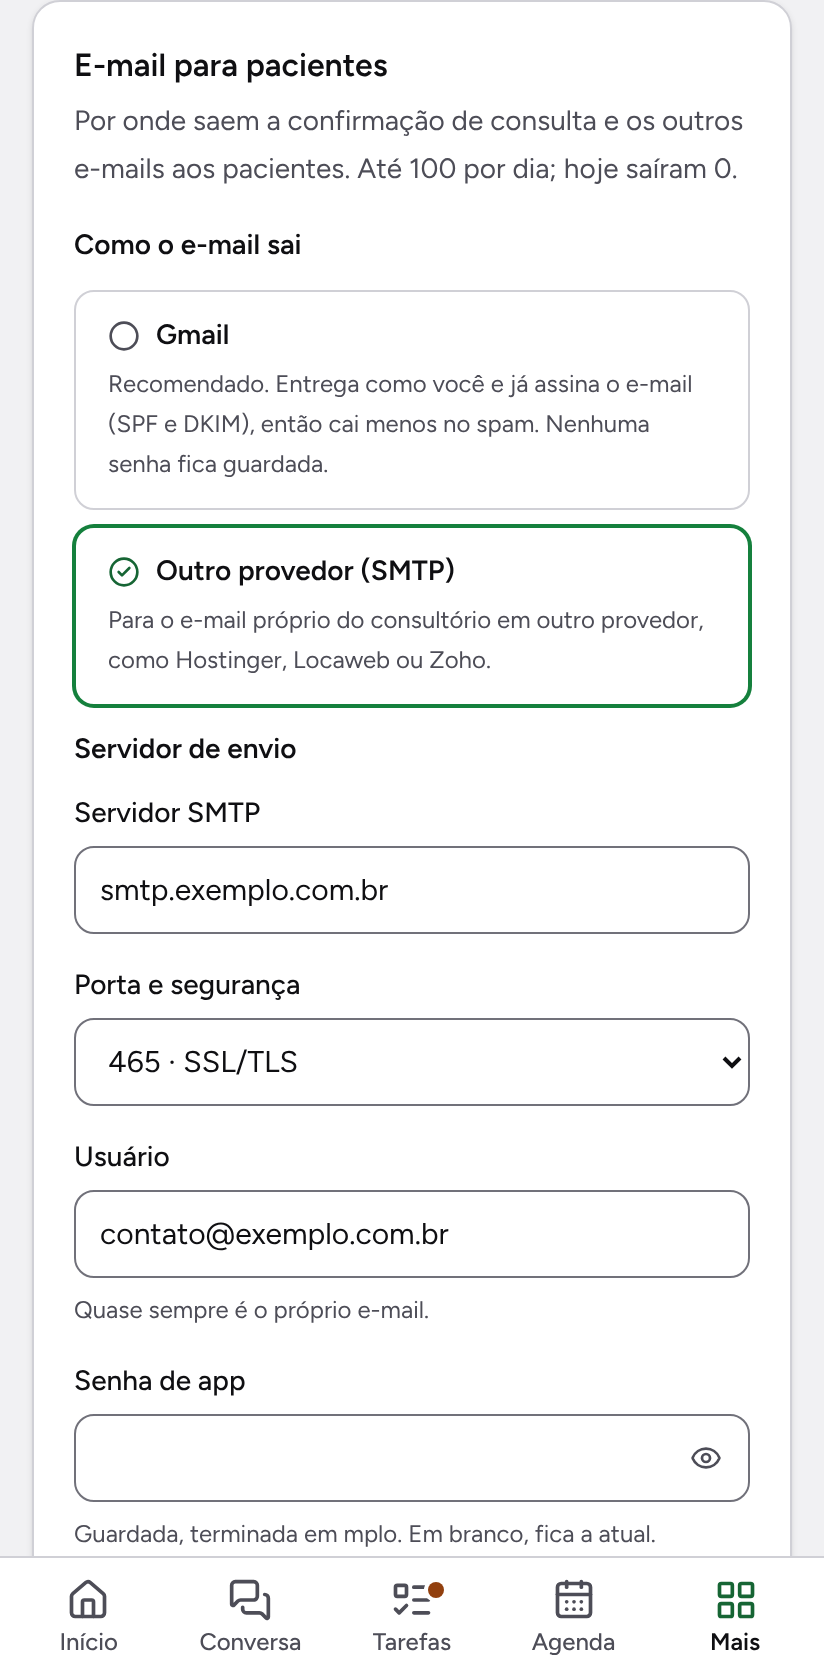 E-mail para pacientes
Por onde saem a confirmação de consulta e os outros
e-mails aos pacientes. Até 100 por dia; hoje saíram 0.
Como o e-mail sai
Gmail
Recomendado. Entrega como você e já assina o e-mail
(SPF e DKIM), então cai menos no spam. Nenhuma
senha fica guardada.
Outro provedor (SMTP)
Para o e-mail próprio do consultório em outro provedor,
como Hostinger, Locaweb ou Zoho.
Servidor de envio
Servidor SMTP
smtp.exemplo.com.br
Porta e segurança
465 · SSL/TLS
Usuário
contato@exemplo.com.br
Quase sempre é o próprio e-mail.
Senha de app
Guardada, terminada em mplo. Em branco, fica a atual.
Início
Conversa
Tarefas
Agenda
Mais